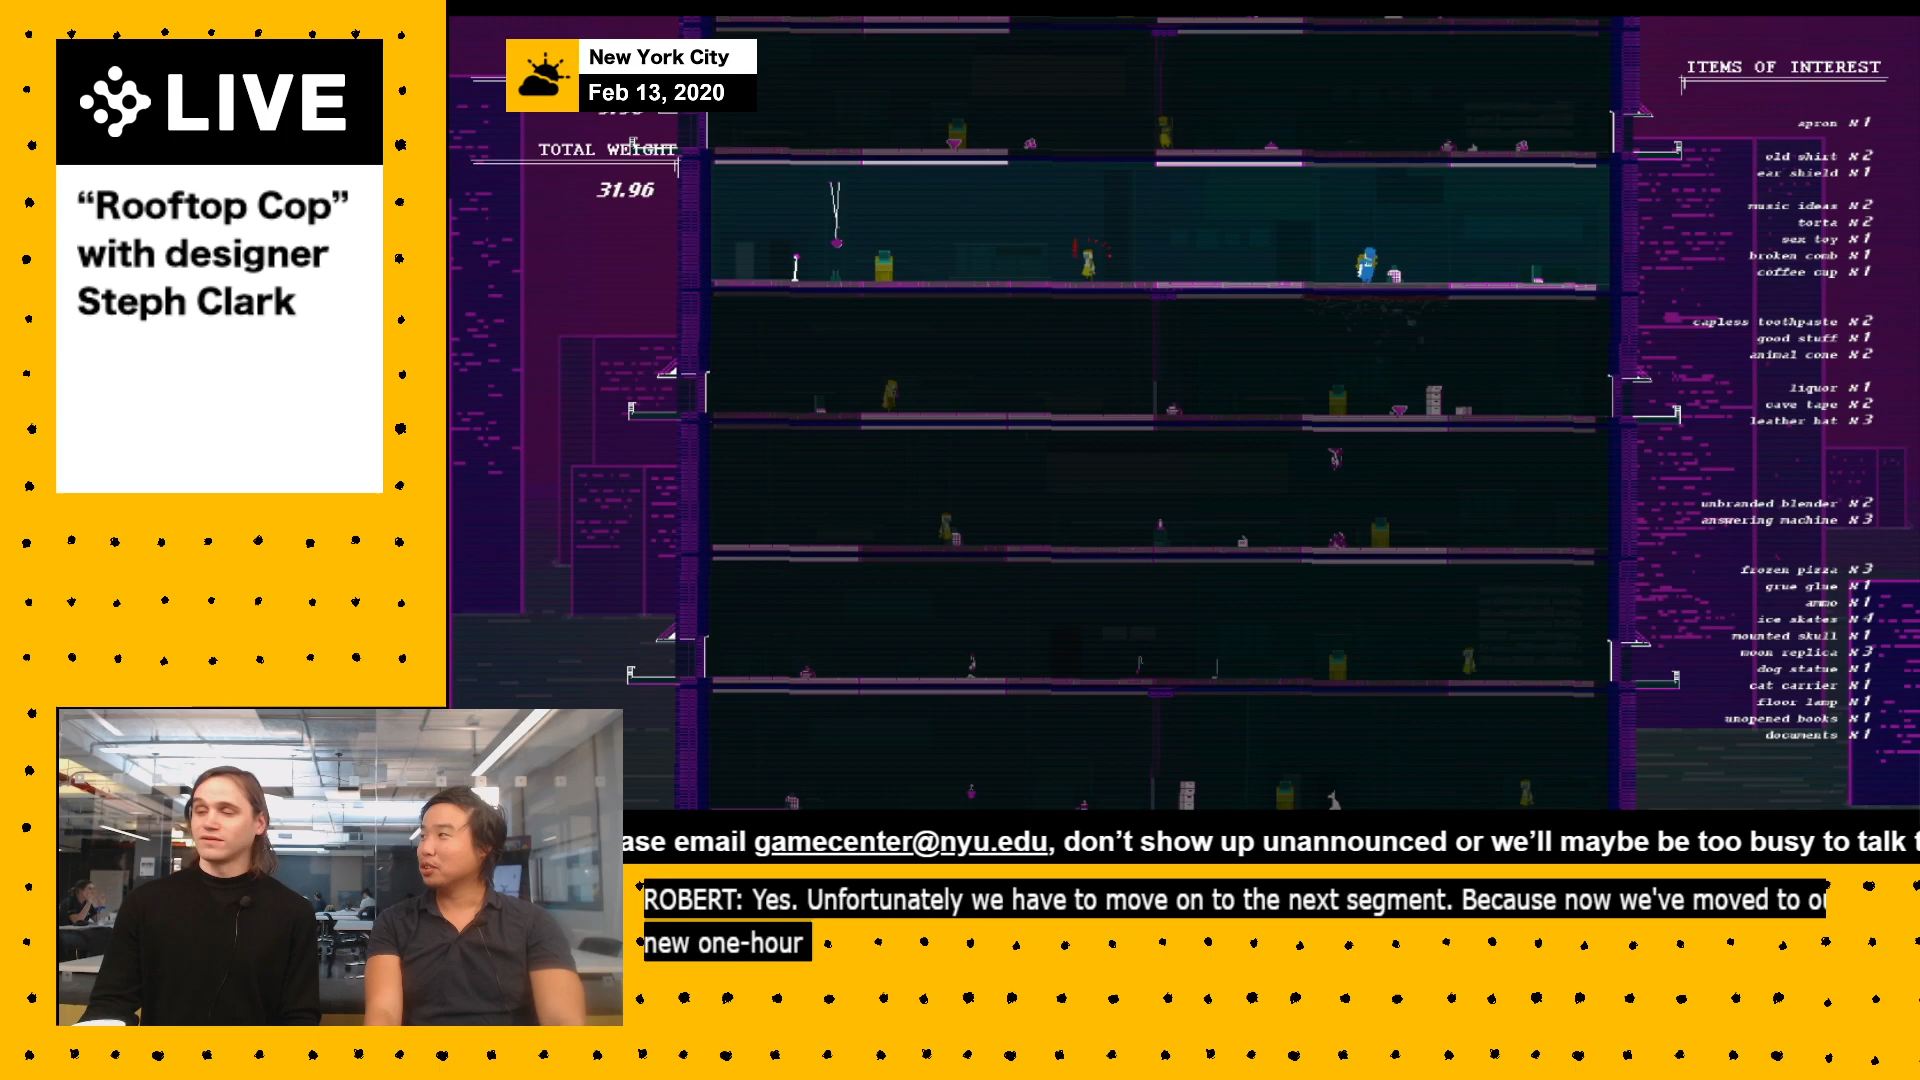 LIVE
“Rooftop Cop”
with designer
Steph Clark
New York City
Feb 13, 2020
TOTAL WEIGHT
31.96
ITEMS OF INTEREST
apron x 1
old shirt x 2
ear shield x 1
music ideas x 2
torta x 2
sex toy x 1
broken comb x 1
coffee cup x 1
capless toothpaste x 2
good stuff x 1
animal cone x 2
liquor x 1
cave tape x 2
leather hat x 3
unbranded blender x 2
answering machine x 3
frozen pizza x 3
grue glue x 1
ammo x 1
ice skates x 4
mounted skull x 1
moon replica x 3
dog statue x 1
cat carrier x 1
floor lamp x 1
unopened books x 1
documents x 1
ase email gamecenter@nyu.edu, don’t show up unannounced or we’ll maybe be too busy to talk
ROBERT: Yes. Unfortunately we have to move on to the next segment. Because now we've moved to
new one-hour